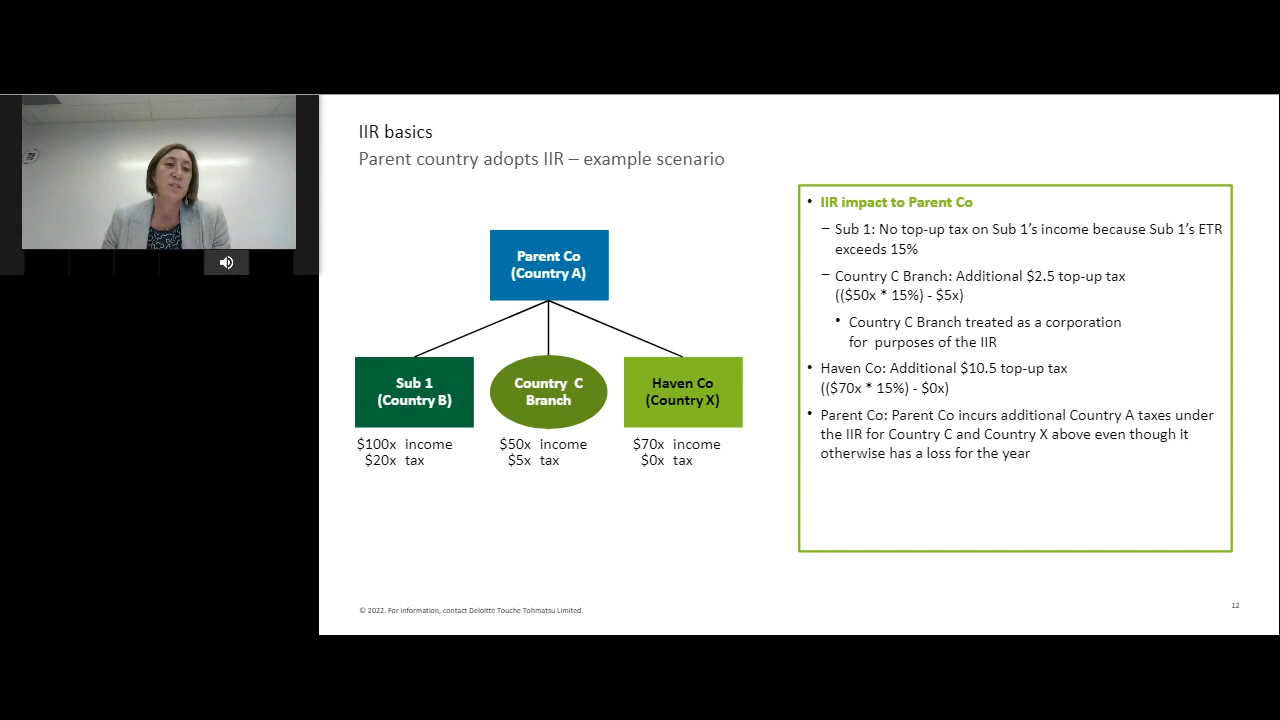 IIR basics
Parent country adopts IIR – example scenario
Parent Co
(Country A)
Sub 1
(Country B)
Country C
Branch
Haven Co
(Country X)
$100x income
$20x tax
$50x income
$5x tax
$70x income
$0x tax
• IIR impact to Parent Co
– Sub 1: No top-up tax on Sub 1’s income because Sub 1’s ETR
exceeds 15%
– Country C Branch: Additional $2.5 top-up tax
(($50x * 15%) - $5x)
• Country C Branch treated as a corporation
for purposes of the IIR
• Haven Co: Additional $10.5 top-up tax
(($70x * 15%) - $0x)
• Parent Co: Parent Co incurs additional Country A taxes under
the IIR for Country C and Country X above even though it
otherwise has a loss for the year
© 2022. For information, contact Deloitte Touche Tohmatsu Limited.
12